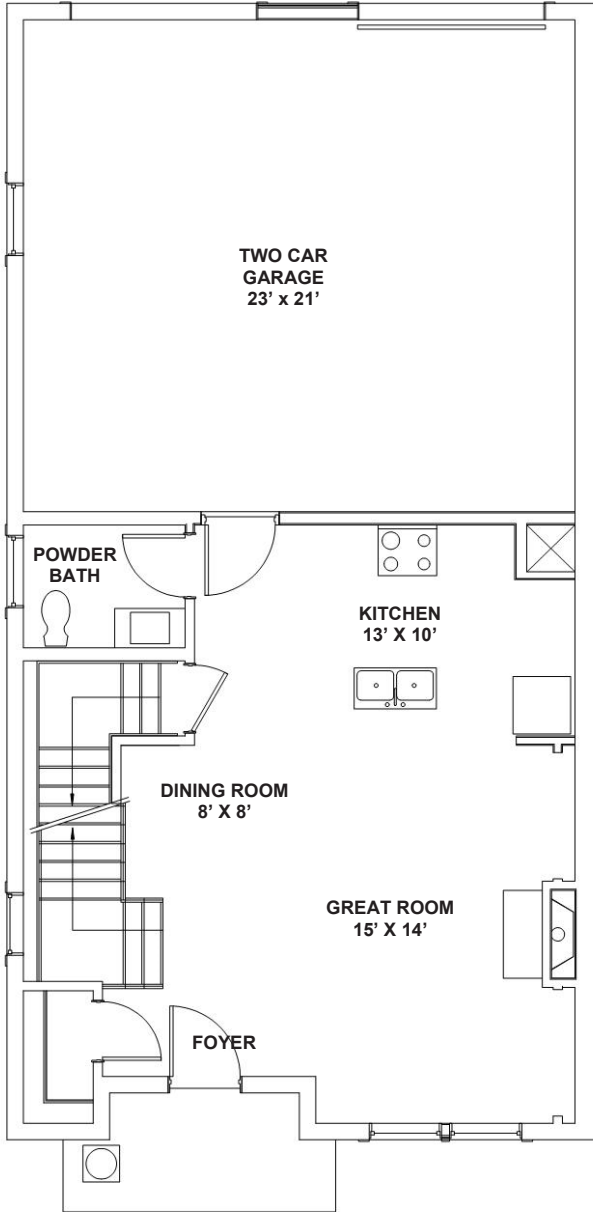 TWO CAR
GARAGE
23’ x 21’
POWDER
BATH
KITCHEN
13’ X 10’
DINING ROOM
8’ X 8’
GREAT ROOM
15’ X 14’
FOYER